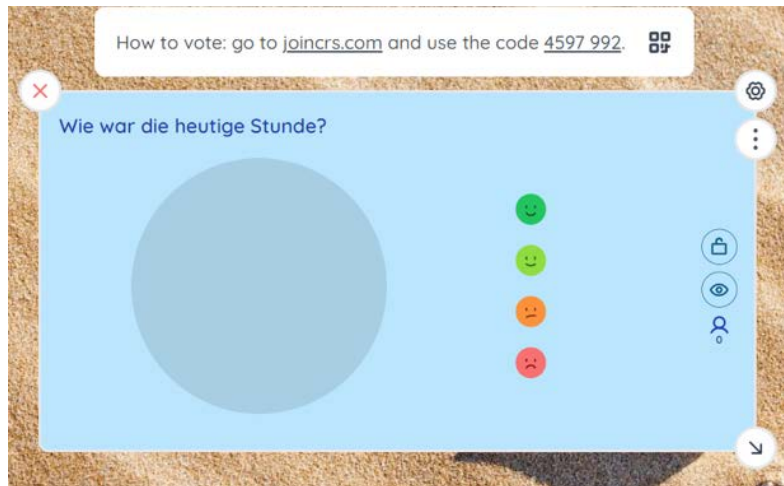 How to vote: go to joincrs.com and use the code 4597 992.
Wie war die heutige Stunde?
0